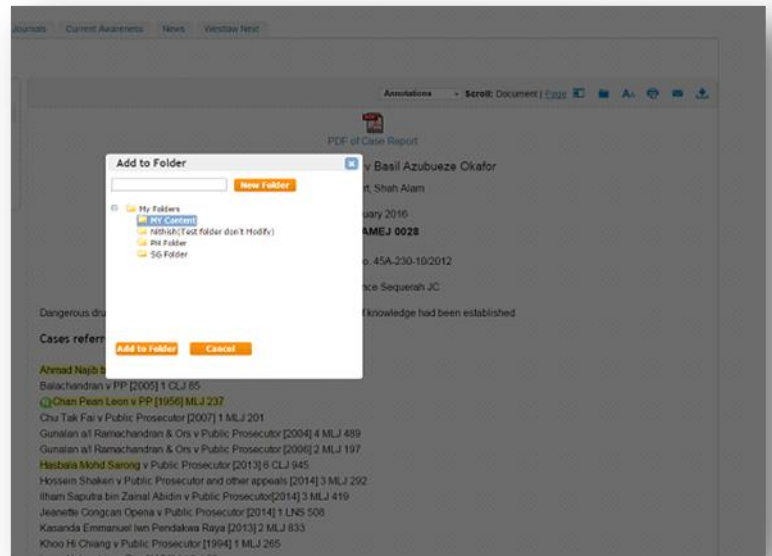 Journals Current Awareness News Westlaw Next
Annotations Scroll: Document | Page
PDF of Case Report
Add to Folder
v Basil Azubueze Okafor
New Folder
Shah Alam
My Folders
MY Content
uary 2016
Nithish(Test folder don't Modify)
AMEJ 0028
PH Folder
SG Folder
o. 45A-230-10/2012
nce Sequerah JC
Dangerous dru
f knowledge had been established
Cases referr
Add to Folder Cancel
Ahmad Najib b
Balachandran v PP [2005] 1 CLJ 85
Chan Pean Leon v PP [1956] MLJ 237
Chu Tak Fai v Public Prosecutor [2007] 1 MLJ 201
Gunalan a/l Ramachandran & Ors v Public Prosecutor [2004] 4 MLJ 489
Gunalan a/l Ramachandran & Ors v Public Prosecutor [2006] 2 MLJ 197
Hasbala Mohd Sarong v Public Prosecutor [2013] 6 CLJ 945
Hossein Shakeri v Public Prosecutor and other appeals [2014] 3 MLJ 292
Ilham Saputra bin Zainal Abidin v Public Prosecutor[2014] 3 MLJ 419
Jeanette Congcan Opena v Public Prosecutor [2014] 1 LNS 508
Kasanda Emmanuel lwn Pendakwa Raya [2013] 2 MLJ 833
Khoo Hi Chiang v Public Prosecutor [1994] 1 MLJ 265